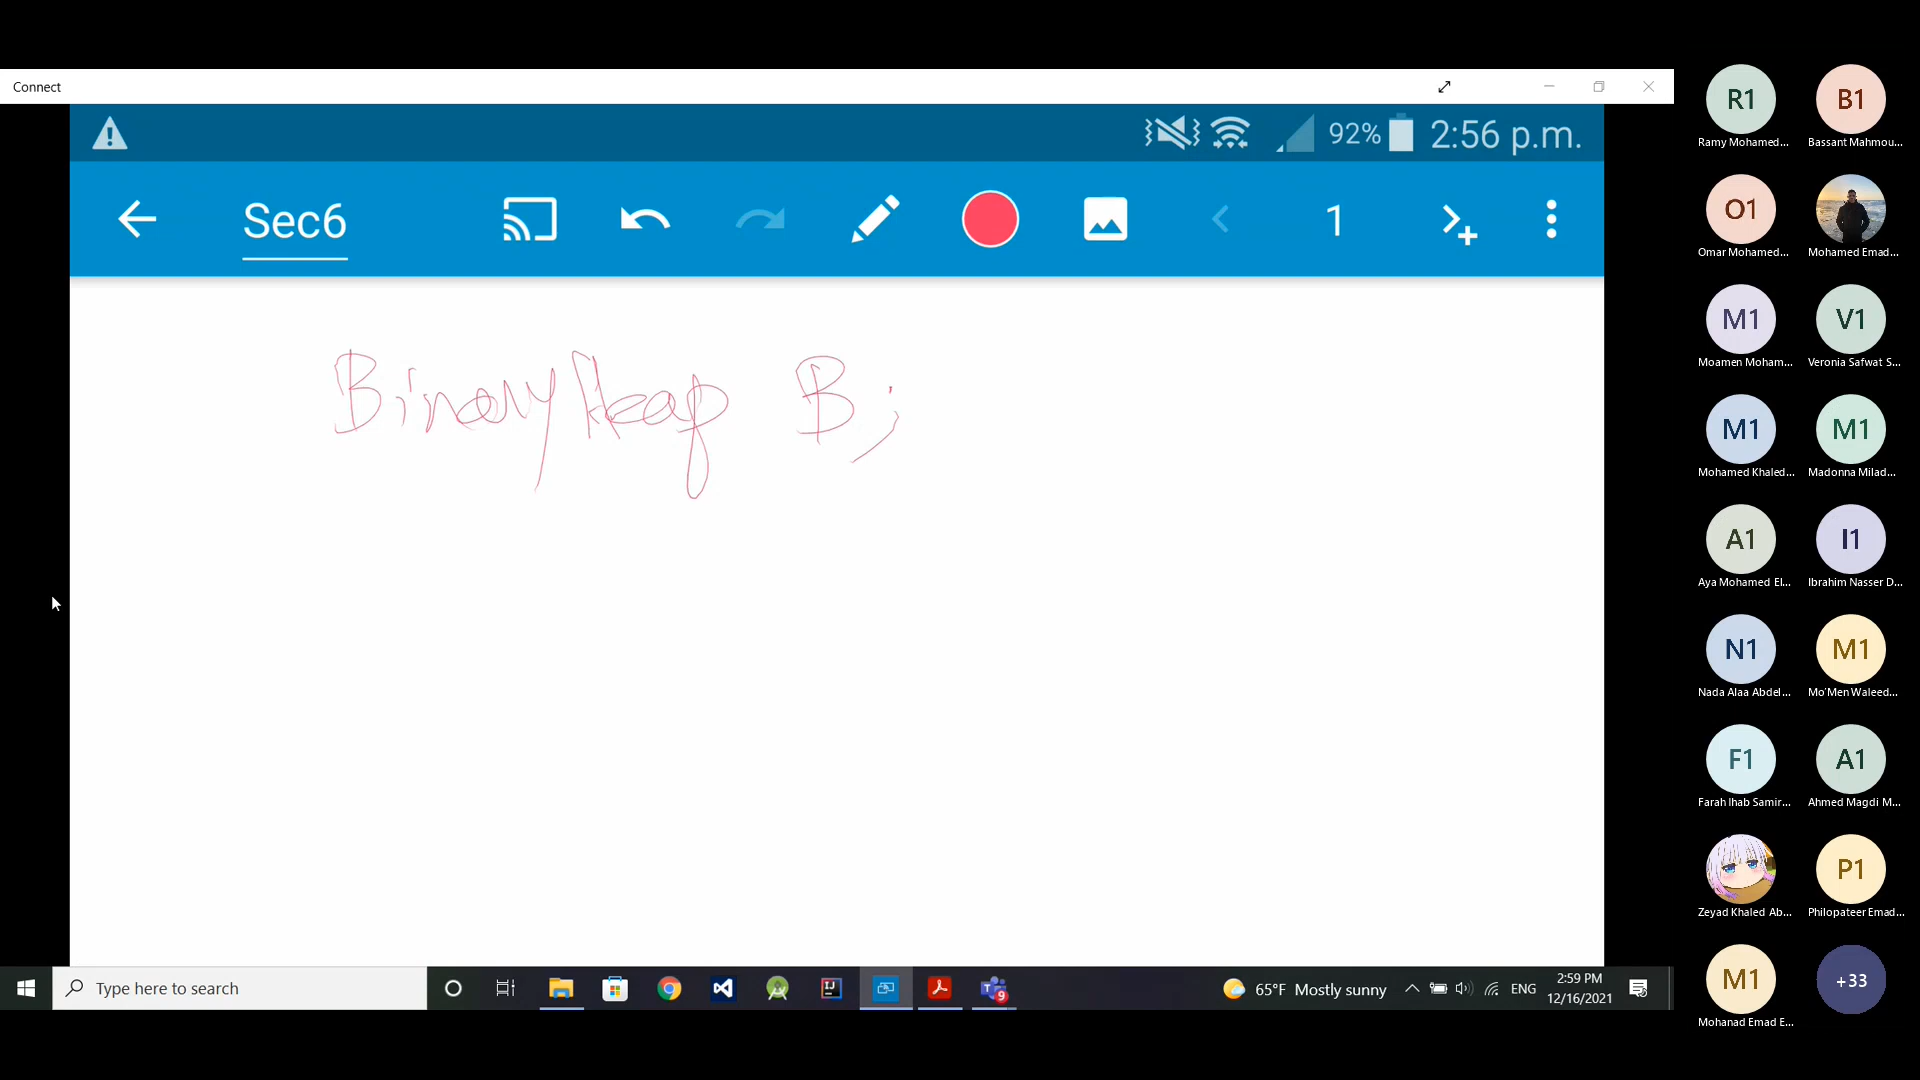 Connect
92% 2:56 p.m.
Sec6
1
BinaryHeap B;
R1
Ramy Mohamed...
B1
Bassant Mahmou...
O1
Omar Mohamed...
Mohamed Emad...
M1
Moamen Moham...
V1
Veronia Safwat S...
M1
Mohamed Khaled...
M1
Madonna Milad...
A1
Aya Mohamed El...
I1
Ibrahim Nasser D...
N1
Nada Alaa Abdel...
M1
Mo'Men Waleed...
F1
Farah Ihab Samir...
A1
Ahmed Magdi M...
Zeyad Khaled Ab...
P1
Philopateer Emad...
M1
Mohanad Emad E...
+33
Type here to search
9
65°F Mostly sunny
ENG
2:59 PM
12/16/2021